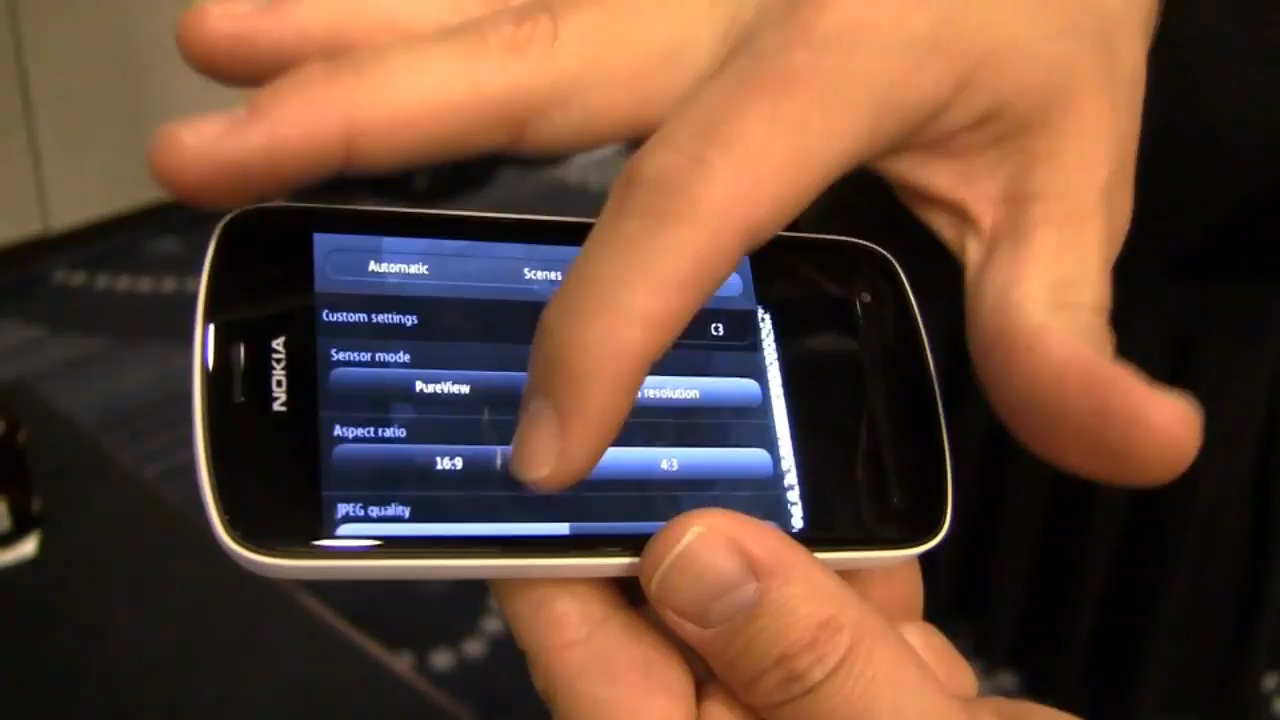 NOKIA
Automatic Scenes
Custom settings
C3
Sensor mode
PureView resolution
Aspect ratio
16:9 4:3
JPEG quality